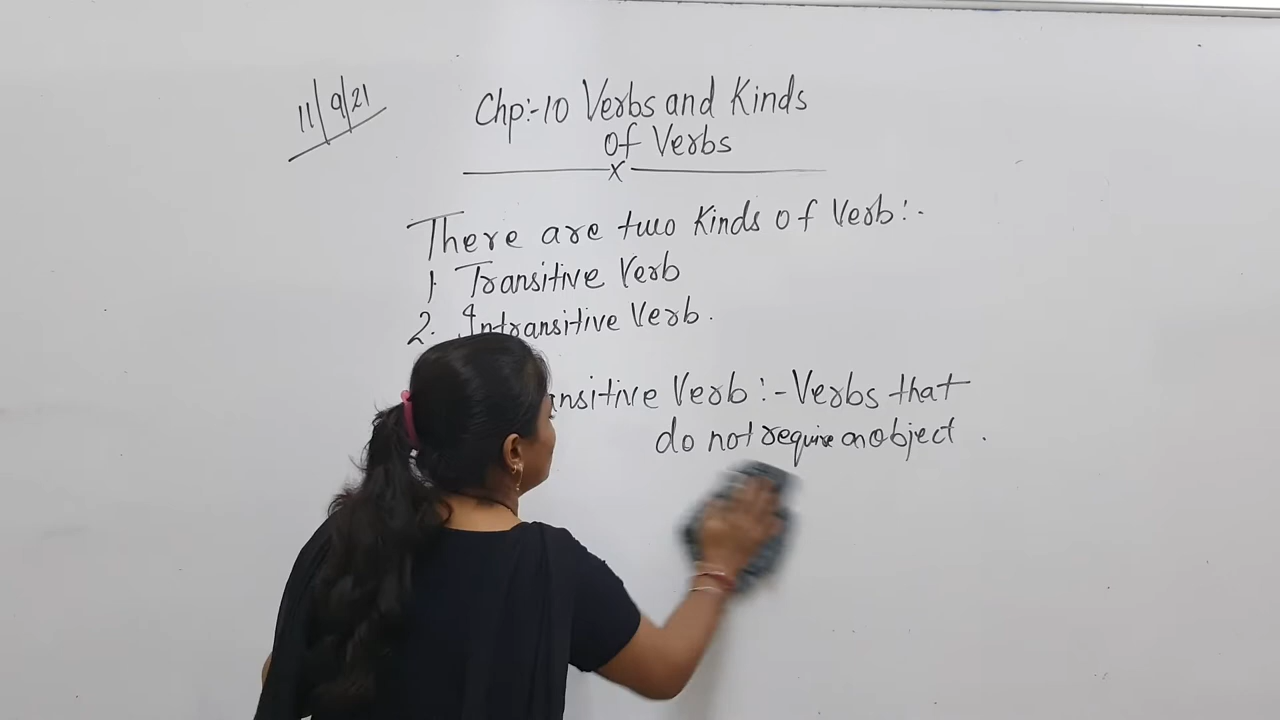 11/9/21
Chp:-10 Verbs and Kinds
of Verbs
x
There are two Kinds of Verb:-
1. Transitive Verb
2. Intransitive Verb.
ansitive Verb:- Verbs that
do not require an object.